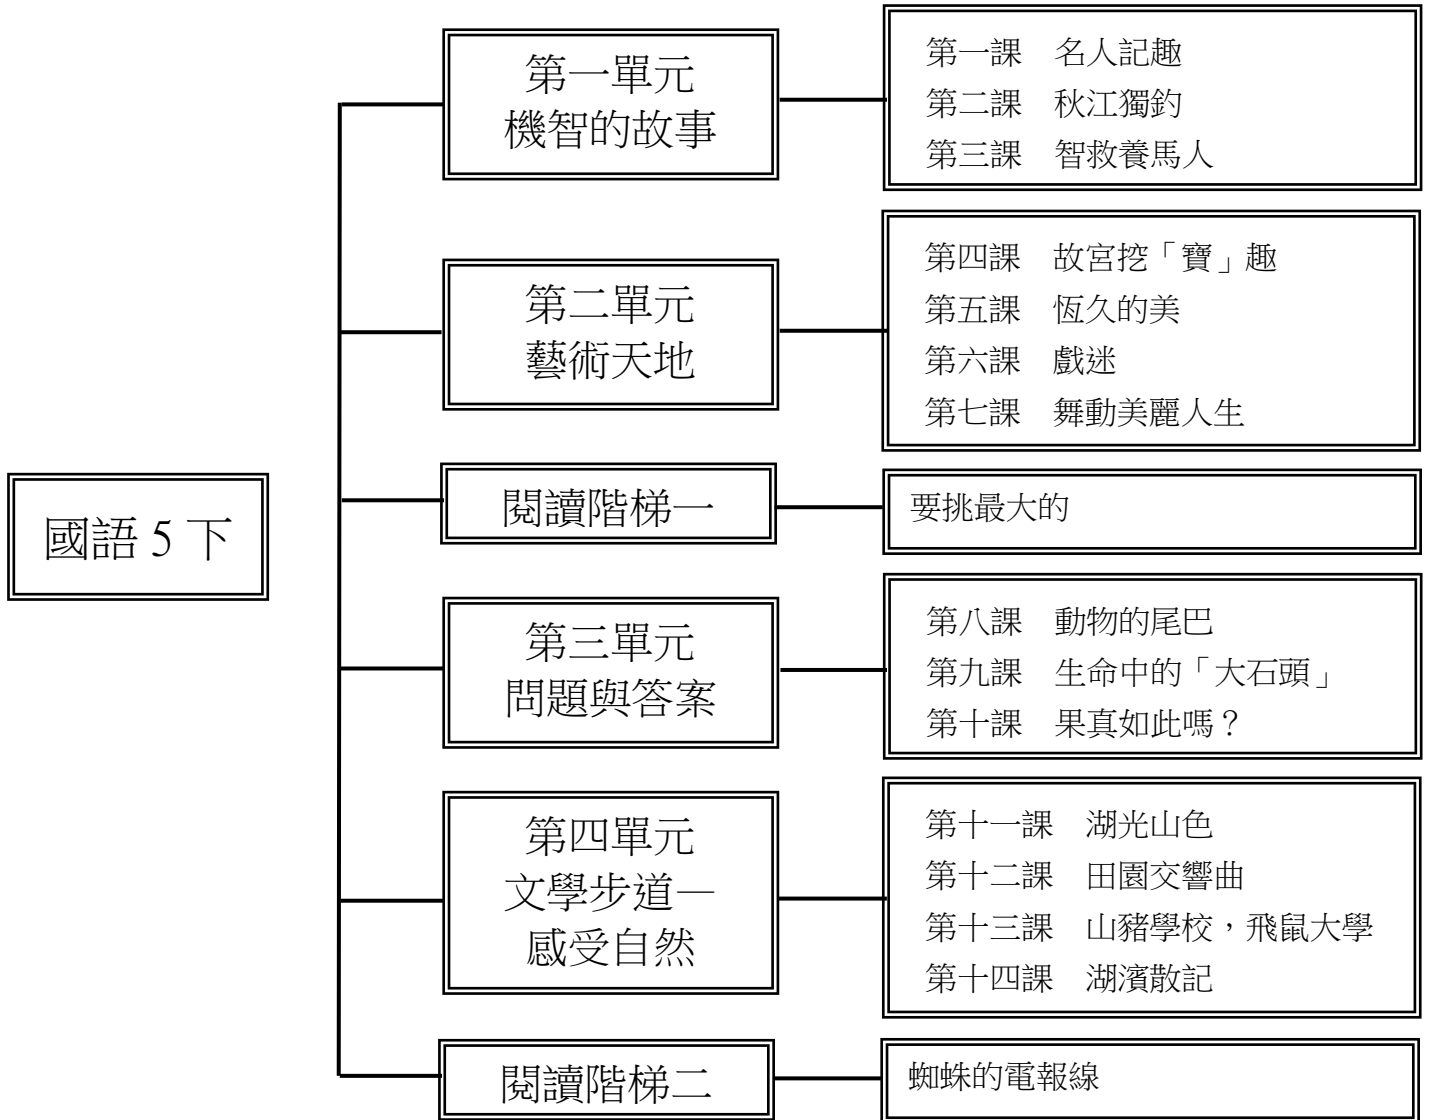 國語 5 下
第一單元
機智的故事
第一課　名人記趣
第二課　秋江獨釣
第三課　智救養馬人
第二單元
藝術天地
第四課　故宮挖「寶」趣
第五課　恆久的美
第六課　戲迷
第七課　舞動美麗人生
閱讀階梯一
要挑最大的
第三單元
問題與答案
第八課　動物的尾巴
第九課　生命中的「大石頭」
第十課　果真如此嗎？
第四單元
文學步道—
感受自然
第十一課　湖光山色
第十二課　田園交響曲
第十三課　山豬學校，飛鼠大學
第十四課　湖濱散記
閱讀階梯二
蜘蛛的電報線